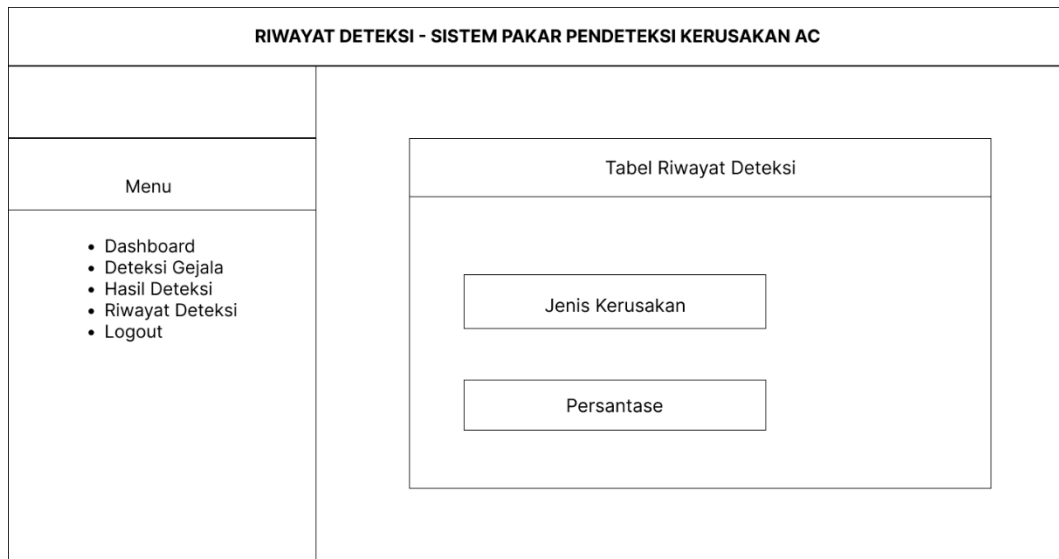 RIWAYAT DETEKSI - SISTEM PAKAR PENDETEKSI KERUSAKAN AC
Menu
• Dashboard
• Deteksi Gejala
• Hasil Deteksi
• Riwayat Deteksi
• Logout
Tabel Riwayat Deteksi
Jenis Kerusakan
Persantase